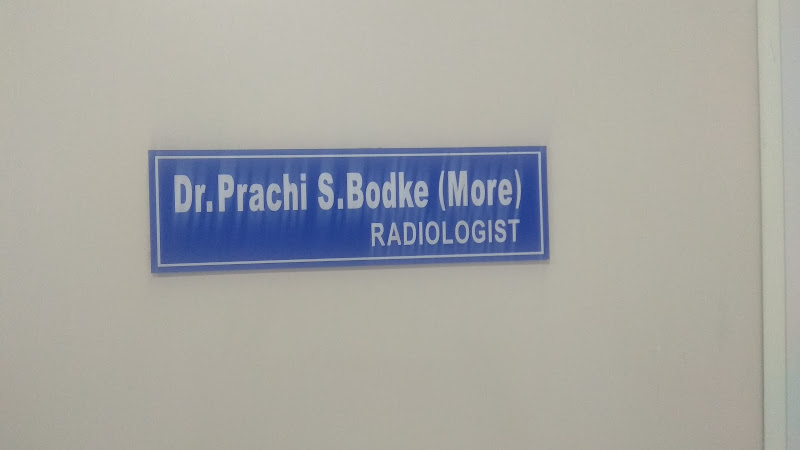 Dr.Prachi S.Bodke (More)
RADIOLOGIST